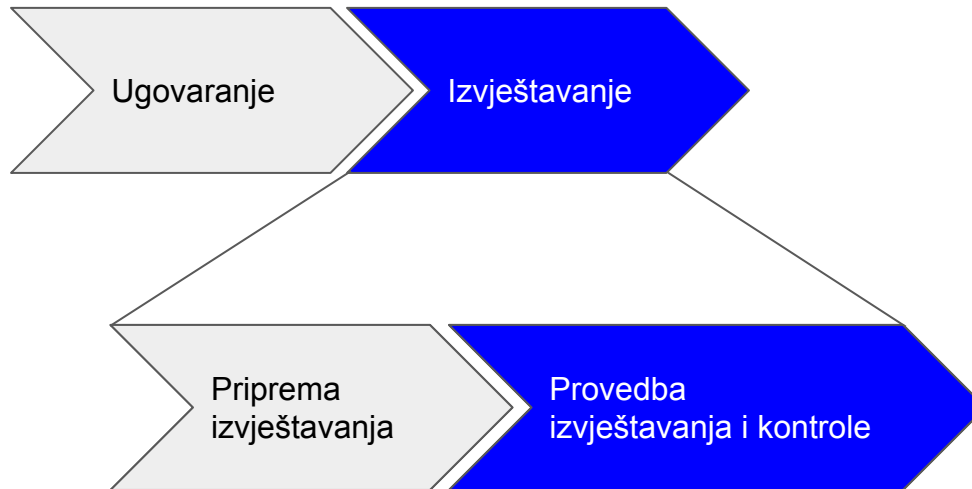 Ugovaranje
Izvještavanje
Priprema
izvještavanja
Provedba
izvještavanja i kontrole